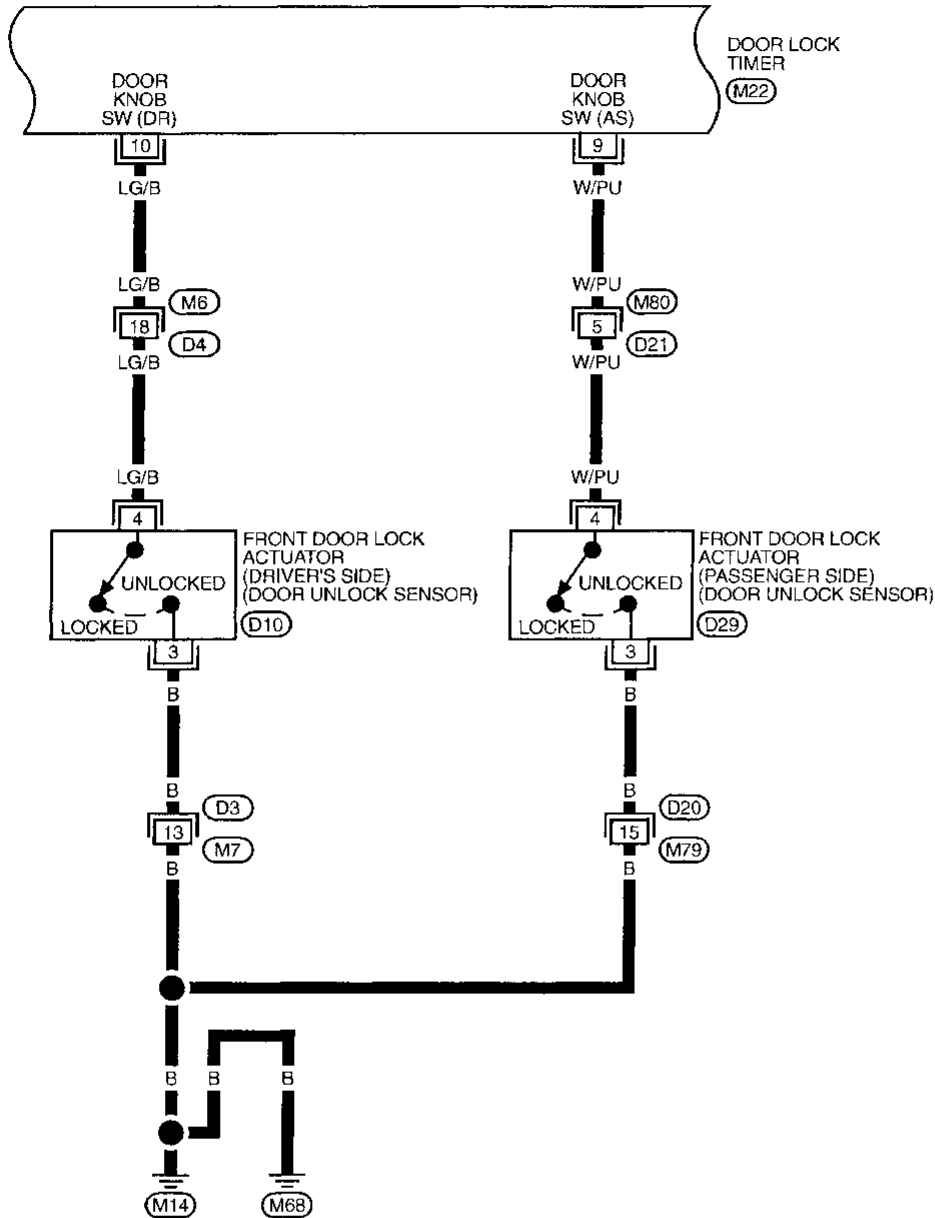 DOOR LOCK
TIMER
M22
DOOR
KNOB
SW (DR)
DOOR
KNOB
SW (AS)
10
9
LG/B
W/PU
LG/B
M6
W/PU
M80
18
5
D4
D21
LG/B
W/PU
LG/B
W/PU
4
4
FRONT DOOR LOCK
ACTUATOR
(DRIVER'S SIDE)
(DOOR UNLOCK SENSOR)
D10
UNLOCKED
LOCKED
FRONT DOOR LOCK
ACTUATOR
(PASSENGER SIDE)
(DOOR UNLOCK SENSOR)
D29
UNLOCKED
LOCKED
3
3
B
B
B
D3
B
D20
13
15
M7
M79
B
B
B
B
B
M14
M68